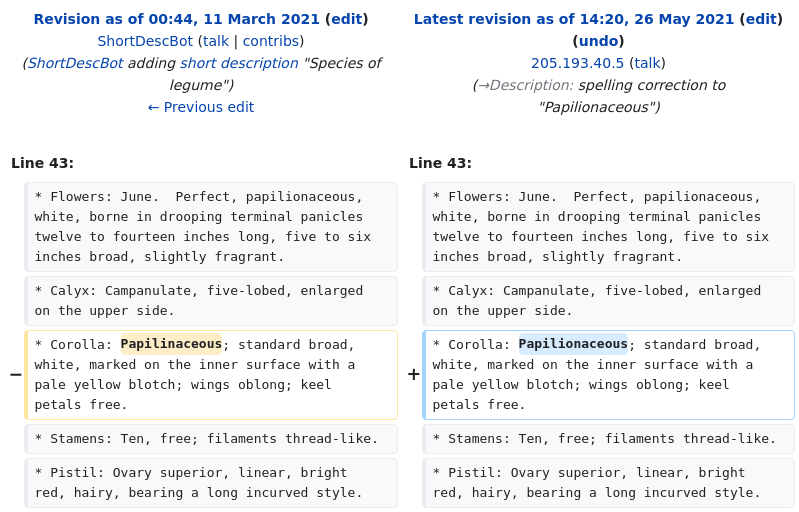 Revision as of 00:44, 11 March 2021 (edit)
ShortDescBot (talk | contribs)
(ShortDescBot adding short description "Species of
legume")
← Previous edit
Latest revision as of 14:20, 26 May 2021 (edit)
(undo)
205.193.40.5 (talk)
(→Description: spelling correction to
"Papilionaceous")
Line 43:
Line 43:
* Flowers: June.  Perfect, papilionaceous,
white, borne in drooping terminal panicles
twelve to fourteen inches long, five to six
inches broad, slightly fragrant.
* Flowers: June.  Perfect, papilionaceous,
white, borne in drooping terminal panicles
twelve to fourteen inches long, five to six
inches broad, slightly fragrant.
* Calyx: Campanulate, five-lobed, enlarged
on the upper side.
* Calyx: Campanulate, five-lobed, enlarged
on the upper side.
− * Corolla: Papilinaceous; standard broad,
white, marked on the inner surface with a
pale yellow blotch; wings oblong; keel
petals free.
+ * Corolla: Papilionaceous; standard broad,
white, marked on the inner surface with a
pale yellow blotch; wings oblong; keel
petals free.
* Stamens: Ten, free; filaments thread-like.
* Stamens: Ten, free; filaments thread-like.
* Pistil: Ovary superior, linear, bright
red, hairy, bearing a long incurved style.
* Pistil: Ovary superior, linear, bright
red, hairy, bearing a long incurved style.